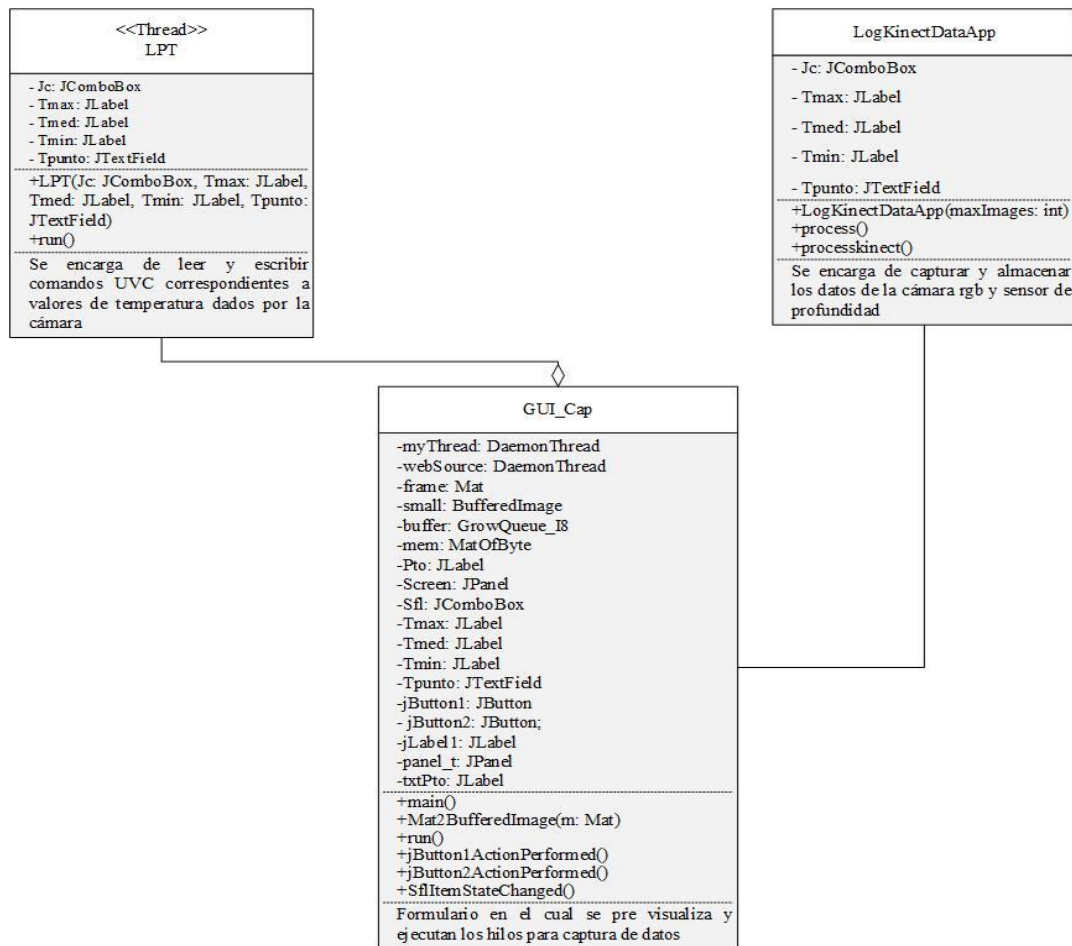 <<Thread>>
LPT
- Jc: JComboBox
- Tmax: JLabel
- Tmed: JLabel
- Tmin: JLabel
- Tpunto: JTextField
+LPT(Jc: JComboBox, Tmax: JLabel,
Tmed: JLabel, Tmin: JLabel, Tpunto:
JTextField)
+run()
Se encarga de leer y escribir
comandos UVC correspondientes a
valores de temperatura dados por la
cámara
LogKinectDataApp
- Jc: JComboBox
- Tmax: JLabel
- Tmed: JLabel
- Tmin: JLabel
- Tpunto: JTextField
+LogKinectDataApp(maxImages: int)
+process()
+processkinect()
Se encarga de capturar y almacenar
los datos de la cámara rgb y sensor de
profundidad
GUI_Cap
-myThread: DaemonThread
-webSource: DaemonThread
-frame: Mat
-small: BufferedImage
-buffer: GrowQueue_I8
-mem: MatOfByte
-Pto: JLabel
-Screen: JPanel
-Sfl: JComboBox
-Tmax: JLabel
-Tmed: JLabel
-Tmin: JLabel
-Tpunto: JTextField
-jButton1: JButton
- jButton2: JButton;
-jLabel1: JLabel
-panel_t: JPanel
-txtPto: JLabel
+main()
+Mat2BufferedImage(m: Mat)
+run()
+jButton1ActionPerformed()
+jButton2ActionPerformed()
+SflItemStateChanged()
Formulario en el cual se pre visualiza y
ejecutan los hilos para captura de datos